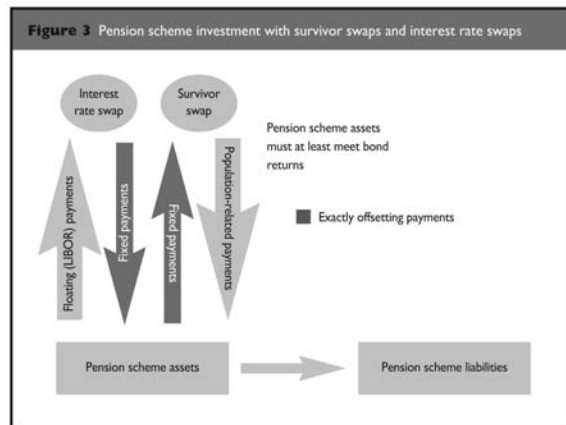 Figure 3 Pension scheme investment with survivor swaps and interest rate swaps
Interest
rate swap
Survivor
swap
Pension scheme assets
must at least meet bond
returns
Floating (LIBOR) payments
Fixed payments
Fixed payments
Population-related payments
Exactly offsetting payments
Pension scheme assets
Pension scheme liabilities